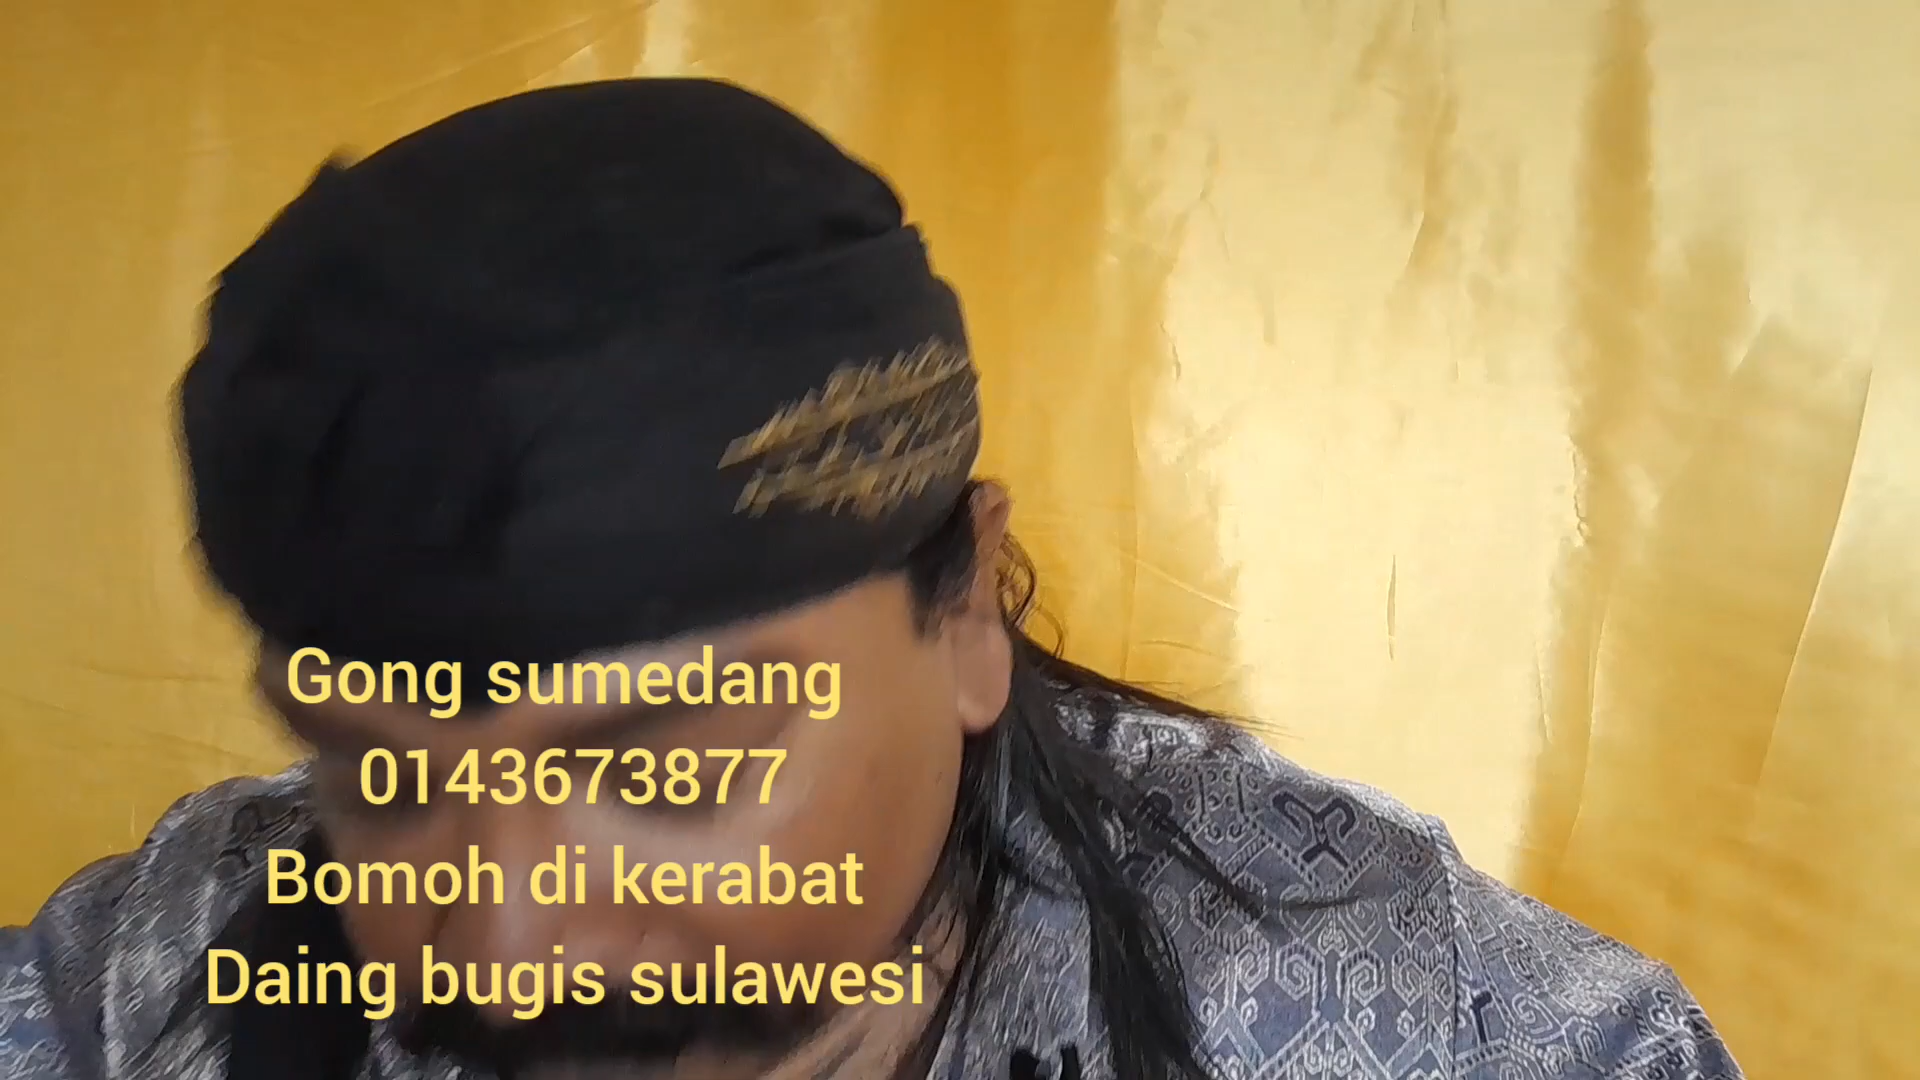 Gong sumedang
0143673877
Bomoh di kerabat
Daing bugis sulawesi